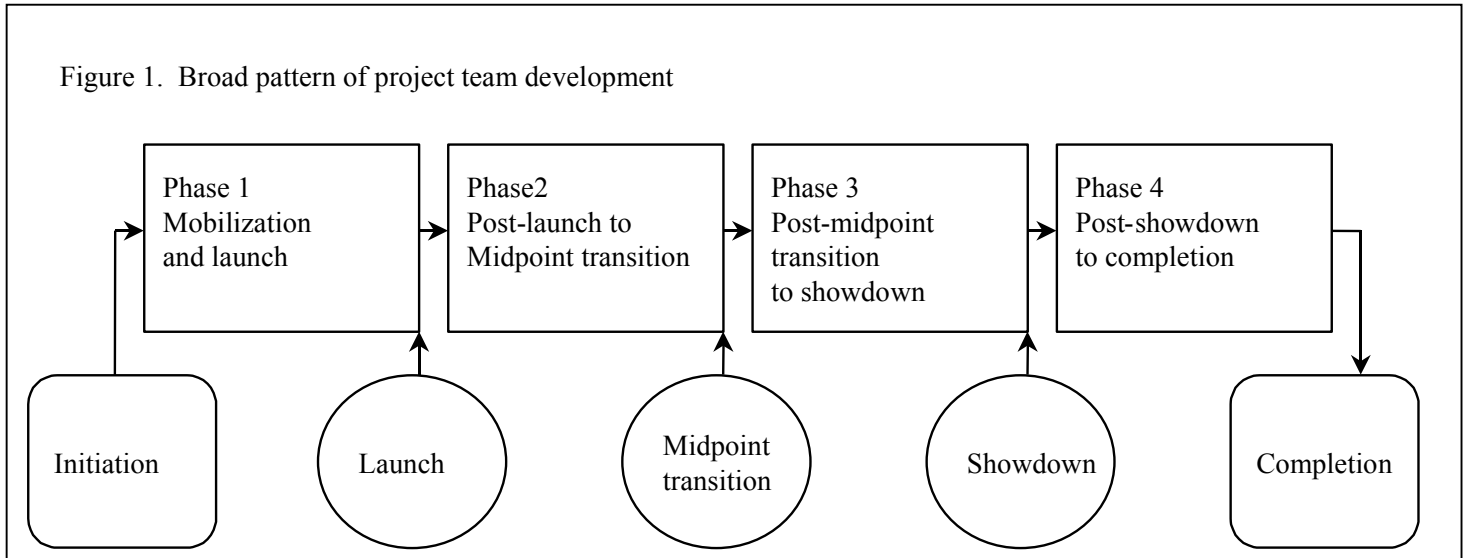 Figure 1. Broad pattern of project team development
Phase 1
Mobilization
and launch
Phase2
Post-launch to
Midpoint transition
Phase 3
Post-midpoint
transition
to showdown
Phase 4
Post-showdown
to completion
Initiation
Launch
Midpoint
transition
Showdown
Completion